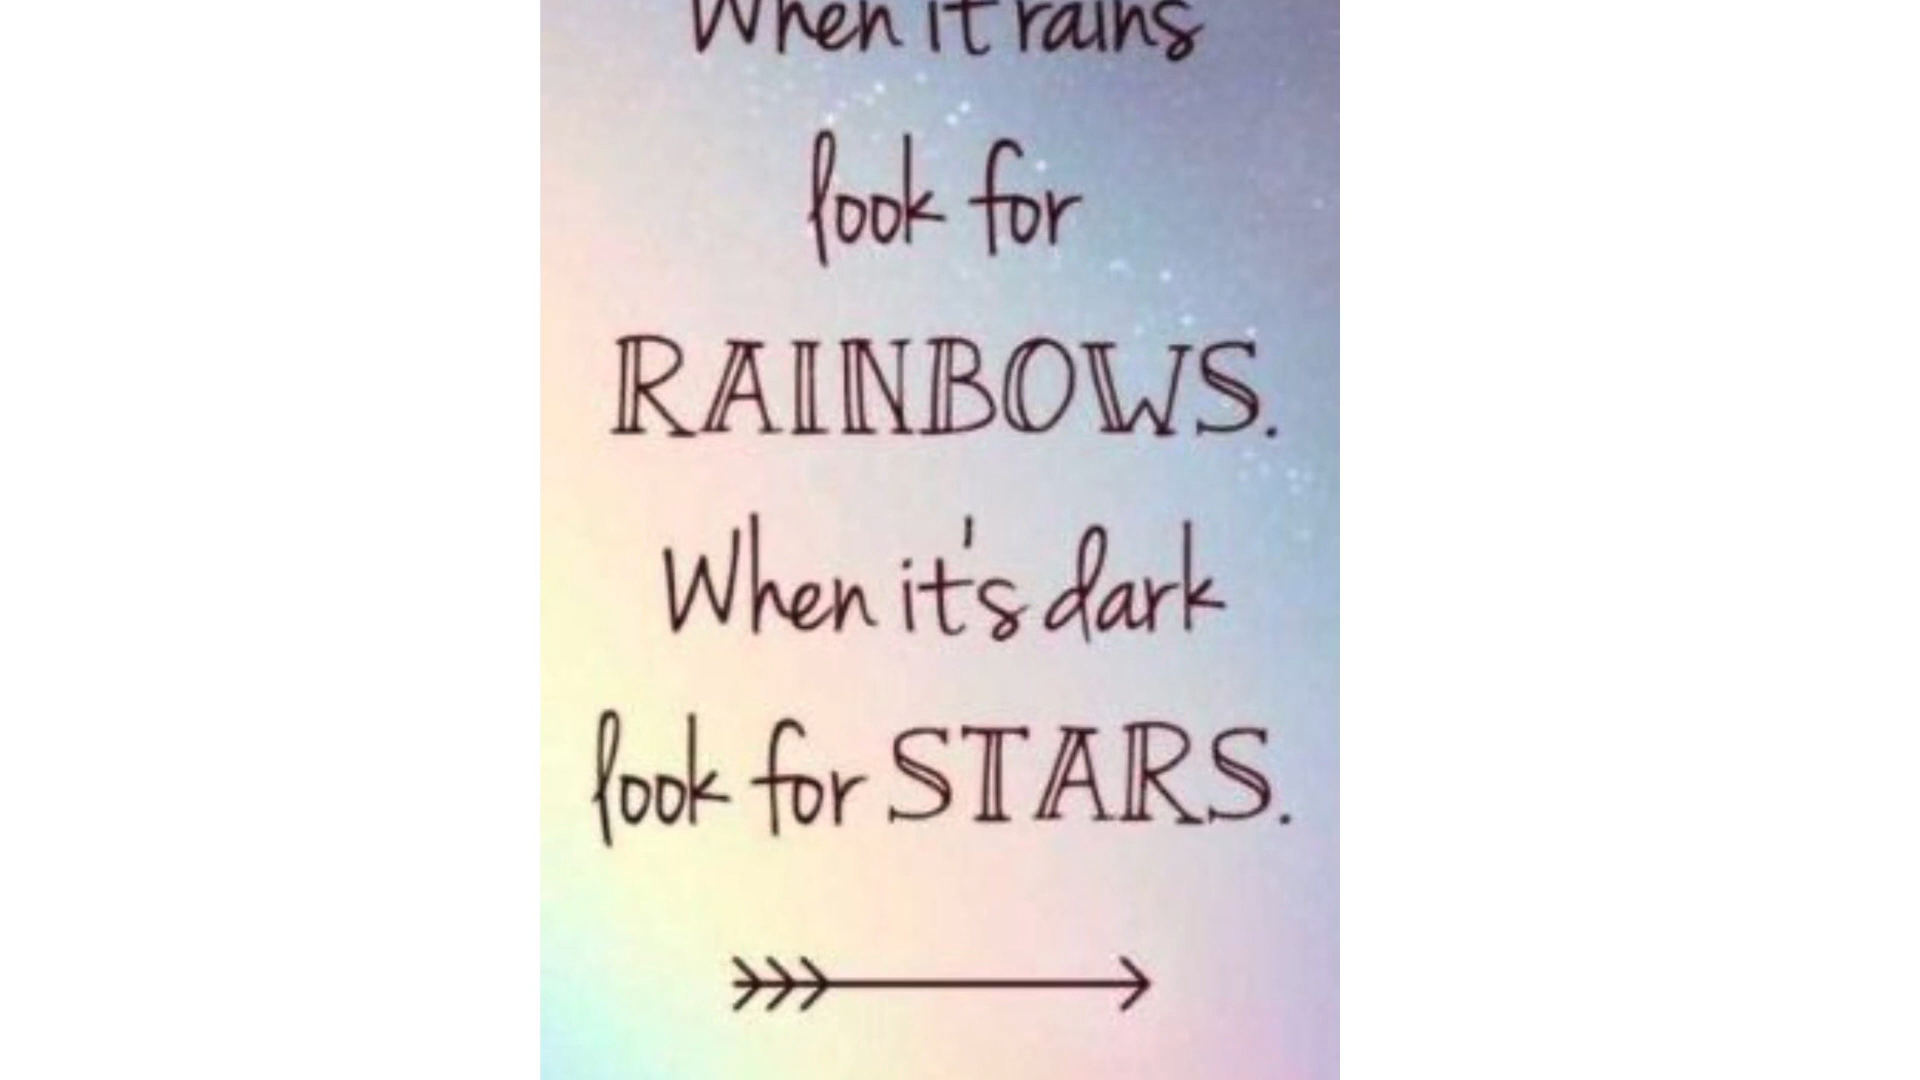 When it rains
look for
RAINBOWS.
When it's dark
look for STARS.